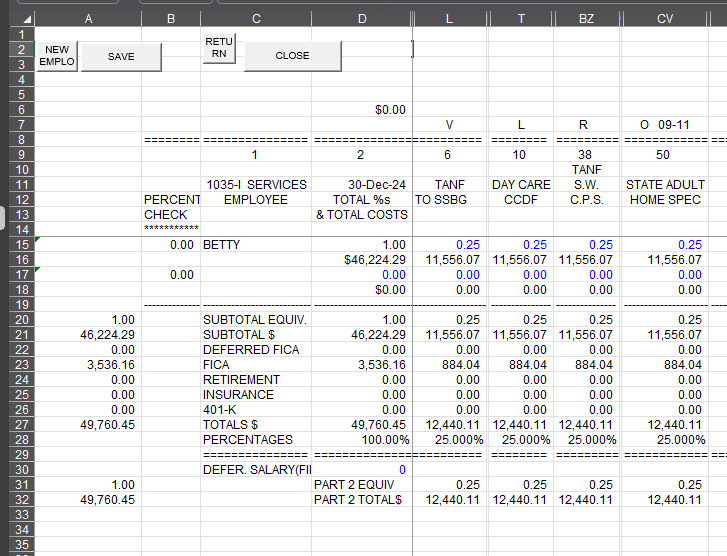 A B C D L T BZ CV
1
2 NEW EMPLO SAVE RETU RN CLOSE
3
4
5
6 $0.00
7 V L R O 09-11
8 ======== ================ =============== ========== ======== ========= ===============
9 1 2 6 10 38 50
10 TANF
11 1035-I SERVICES 30-Dec-24 TANF DAY CARE S.W. STATE ADULT
12 PERCENT EMPLOYEE TOTAL %s TO SSBG CCDF C.P.S. HOME SPEC
13 CHECK & TOTAL COSTS
14 ***********
15 0.00 BETTY 1.00 0.25 0.25 0.25 0.25
16 $46,224.29 11,556.07 11,556.07 11,556.07 11,556.07
17 0.00 0.00 0.00 0.00 0.00 0.00
18 $0.00 0.00 0.00 0.00 0.00
19
20 1.00 SUBTOTAL EQUIV. 1.00 0.25 0.25 0.25 0.25
21 46,224.29 SUBTOTAL $ 46,224.29 11,556.07 11,556.07 11,556.07 11,556.07
22 0.00 DEFERRED FICA 0.00 0.00 0.00 0.00 0.00
23 3,536.16 FICA 3,536.16 884.04 884.04 884.04 884.04
24 0.00 RETIREMENT 0.00 0.00 0.00 0.00 0.00
25 0.00 INSURANCE 0.00 0.00 0.00 0.00 0.00
26 0.00 401-K 0.00 0.00 0.00 0.00 0.00
27 49,760.45 TOTALS $ 49,760.45 12,440.11 12,440.11 12,440.11 12,440.11
28 PERCENTAGES 100.00% 25.000% 25.000% 25.000% 25.000%
29 ================ =============== ========== ======== ========= ===============
30 DEFER. SALARY(FII 0
31 1.00 PART 2 EQUIV 0.25 0.25 0.25 0.25
32 49,760.45 PART 2 TOTAL$ 12,440.11 12,440.11 12,440.11 12,440.11
33
34
35